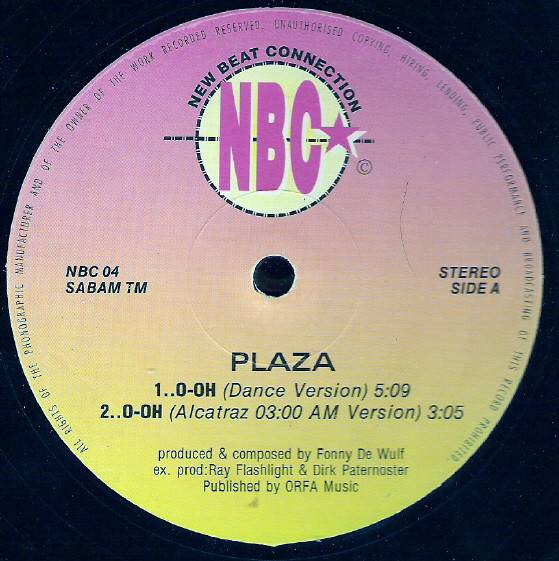 ALL RIGHTS OF THE PHONOGRAPHIC MANUFACTURER AND OF THE OWNER OF THE WORK RECORDED RESERVED. UNAUTHORISED COPYING, HIRING, LENDING, PUBLIC PERFORMANCE AND BROADCASTING OF THIS RECORD PROHIBITED.
NEW BEAT CONNECTION
NBC
©
NBC 04
SABAM TM
STEREO
SIDE A
PLAZA
1..O-OH (Dance Version) 5:09
2..O-OH (Alcatraz 03:00 AM Version) 3:05
produced & composed by Fonny De Wulf
ex. prod:Ray Flashlight & Dirk Paternoster
Published by ORFA Music